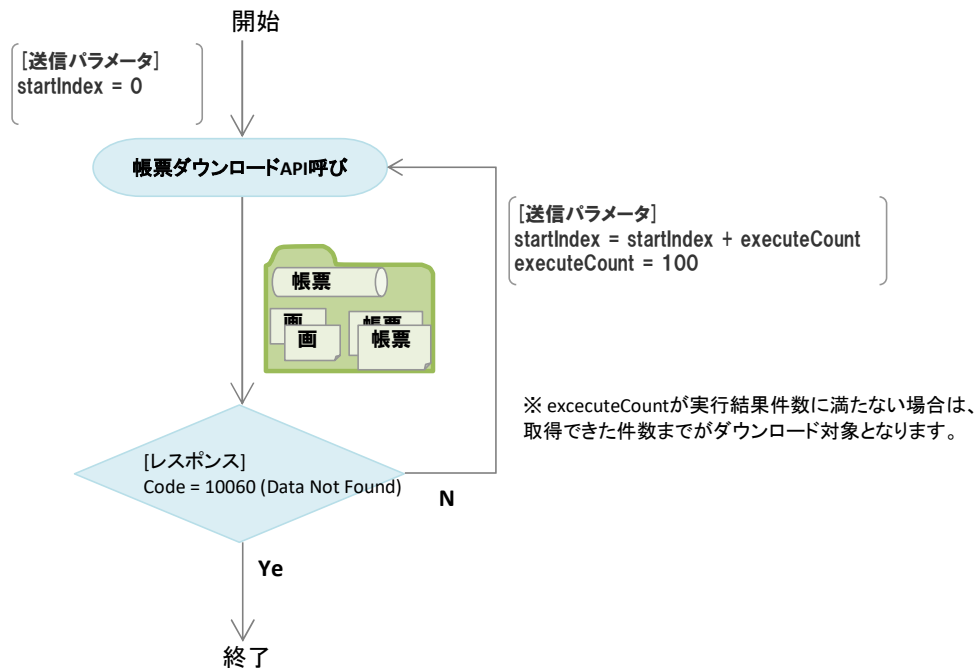 開始
[送信パラメータ]
startIndex = 0
帳票ダウンロードAPI呼び
[送信パラメータ]
startIndex = startIndex + executeCount
executeCount = 100
帳票
画
帳票
画
帳票
※ excecuteCountが実行結果件数に満たない場合は、
取得できた件数までがダウンロード対象となります。
[レスポンス]
Code = 10060 (Data Not Found)
N
Ye
終了